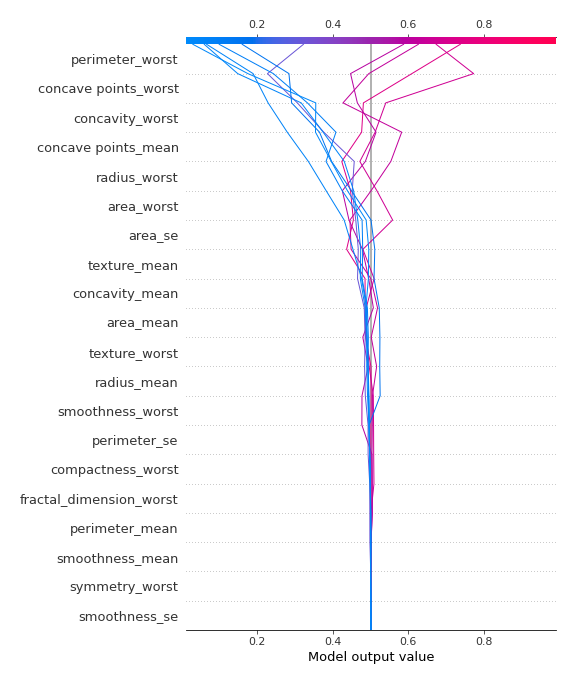 0.2 0.4 0.6 0.8
perimeter_worst
concave points_worst
concavity_worst
concave points_mean
radius_worst
area_worst
area_se
texture_mean
concavity_mean
area_mean
texture_worst
radius_mean
smoothness_worst
perimeter_se
compactness_worst
fractal_dimension_worst
perimeter_mean
smoothness_mean
symmetry_worst
smoothness_se
0.2 0.4 0.6 0.8
Model output value